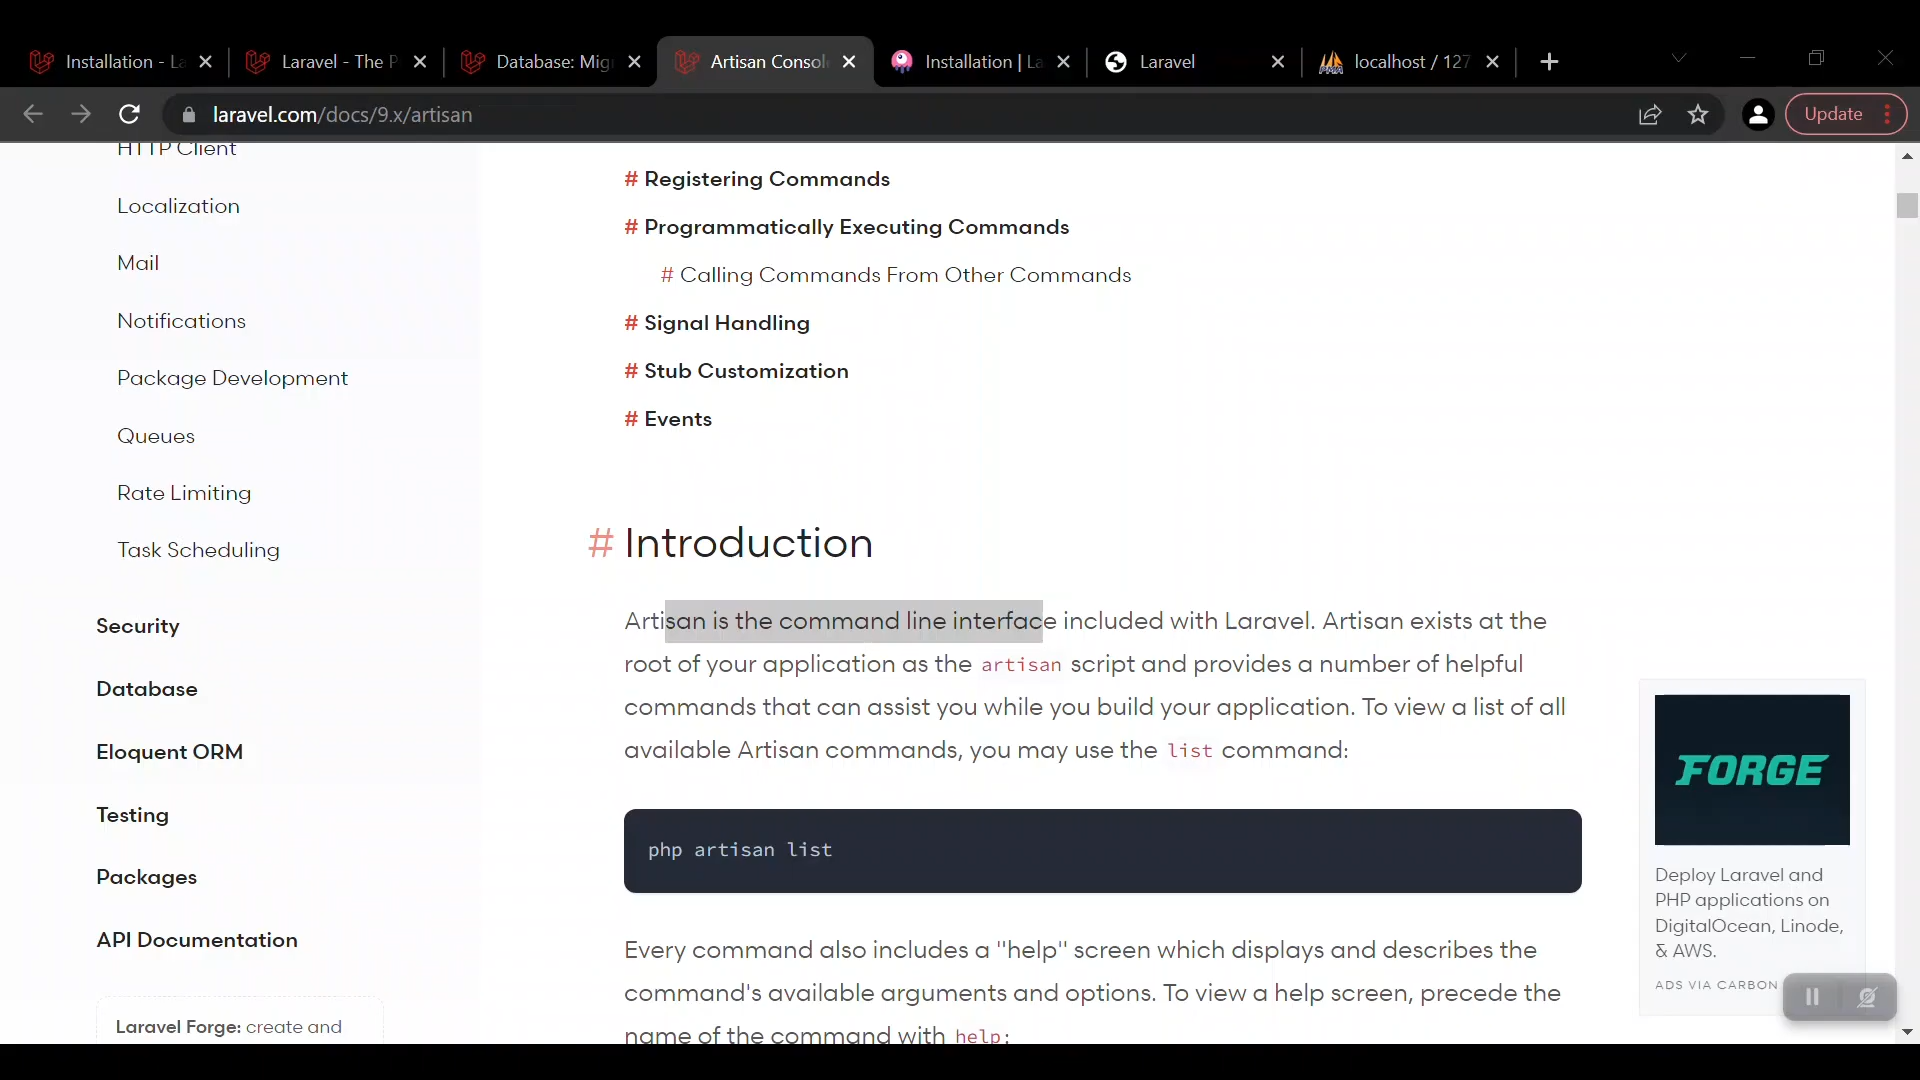 Installation - La
Laravel - The P
Database: Migr
Artisan Consol
Installation | La
Laravel
localhost / 127
laravel.com/docs/9.x/artisan
Update
HTTP Client
Localization
Mail
Notifications
Package Development
Queues
Rate Limiting
Task Scheduling
Security
Database
Eloquent ORM
Testing
Packages
API Documentation
Laravel Forge: create and
# Registering Commands
# Programmatically Executing Commands
# Calling Commands From Other Commands
# Signal Handling
# Stub Customization
# Events
# Introduction
Artisan is the command line interface included with Laravel. Artisan exists at the
root of your application as the artisan script and provides a number of helpful
commands that can assist you while you build your application. To view a list of all
available Artisan commands, you may use the list command:
php artisan list
Every command also includes a "help" screen which displays and describes the
command's available arguments and options. To view a help screen, precede the
name of the command with help:
FORGE
Deploy Laravel and
PHP applications on
DigitalOcean, Linode,
& AWS.
ADS VIA CARBON